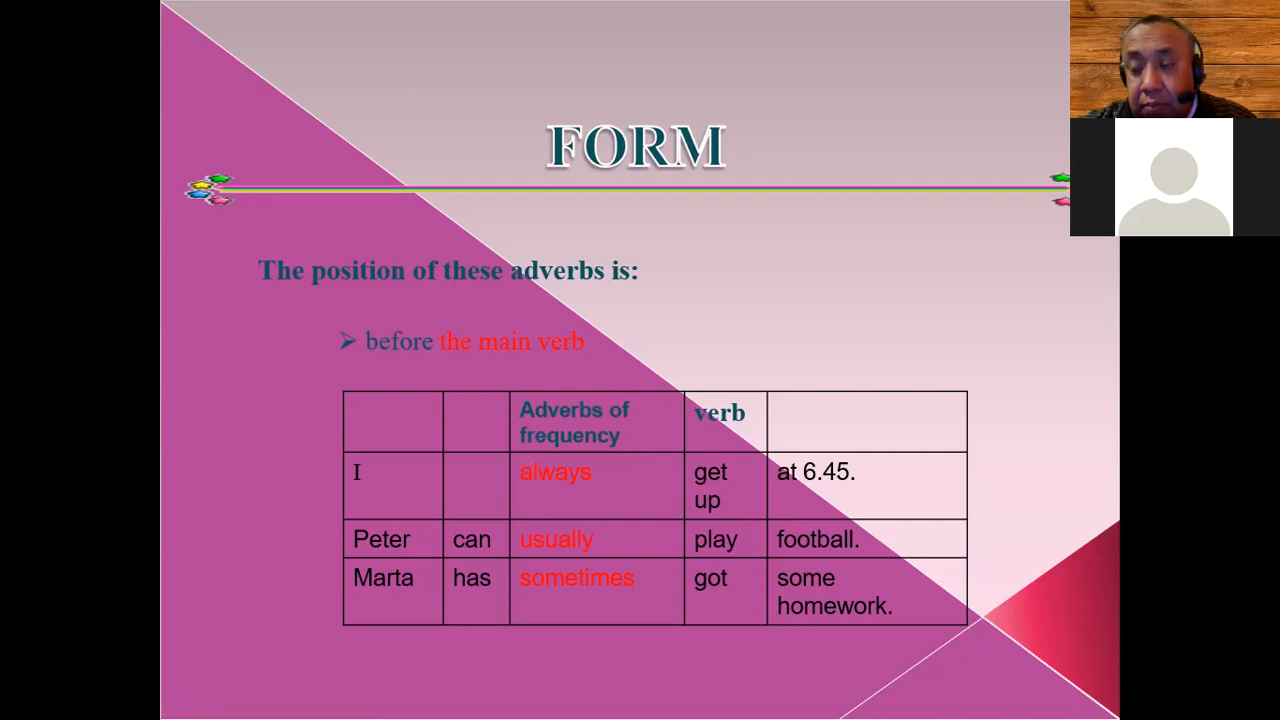 FORM
The position of these adverbs is:
before the main verb
Adverbs of frequency verb
I always get up at 6.45.
Peter can usually play football.
Marta has sometimes got some homework.